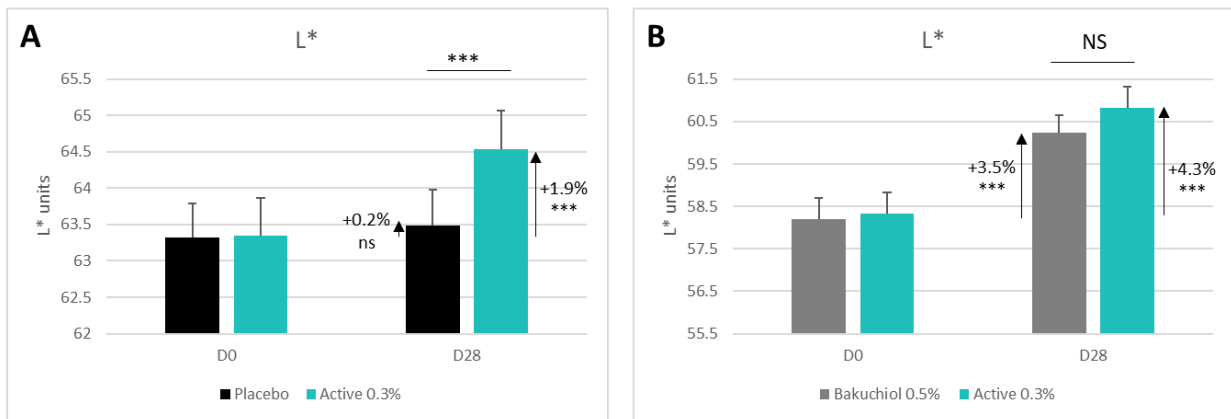 A
L*
***
65.5
65
64.5
64
63.5
63
62.5
62
L* units
+0.2%
ns
+1.9%
***
D0
D28
Placebo
Active 0.3%
B
L*
NS
61.5
60.5
59.5
58.5
57.5
56.5
55.5
L* units
+3.5%
***
+4.3%
***
D0
D28
Bakuchiol 0.5%
Active 0.3%